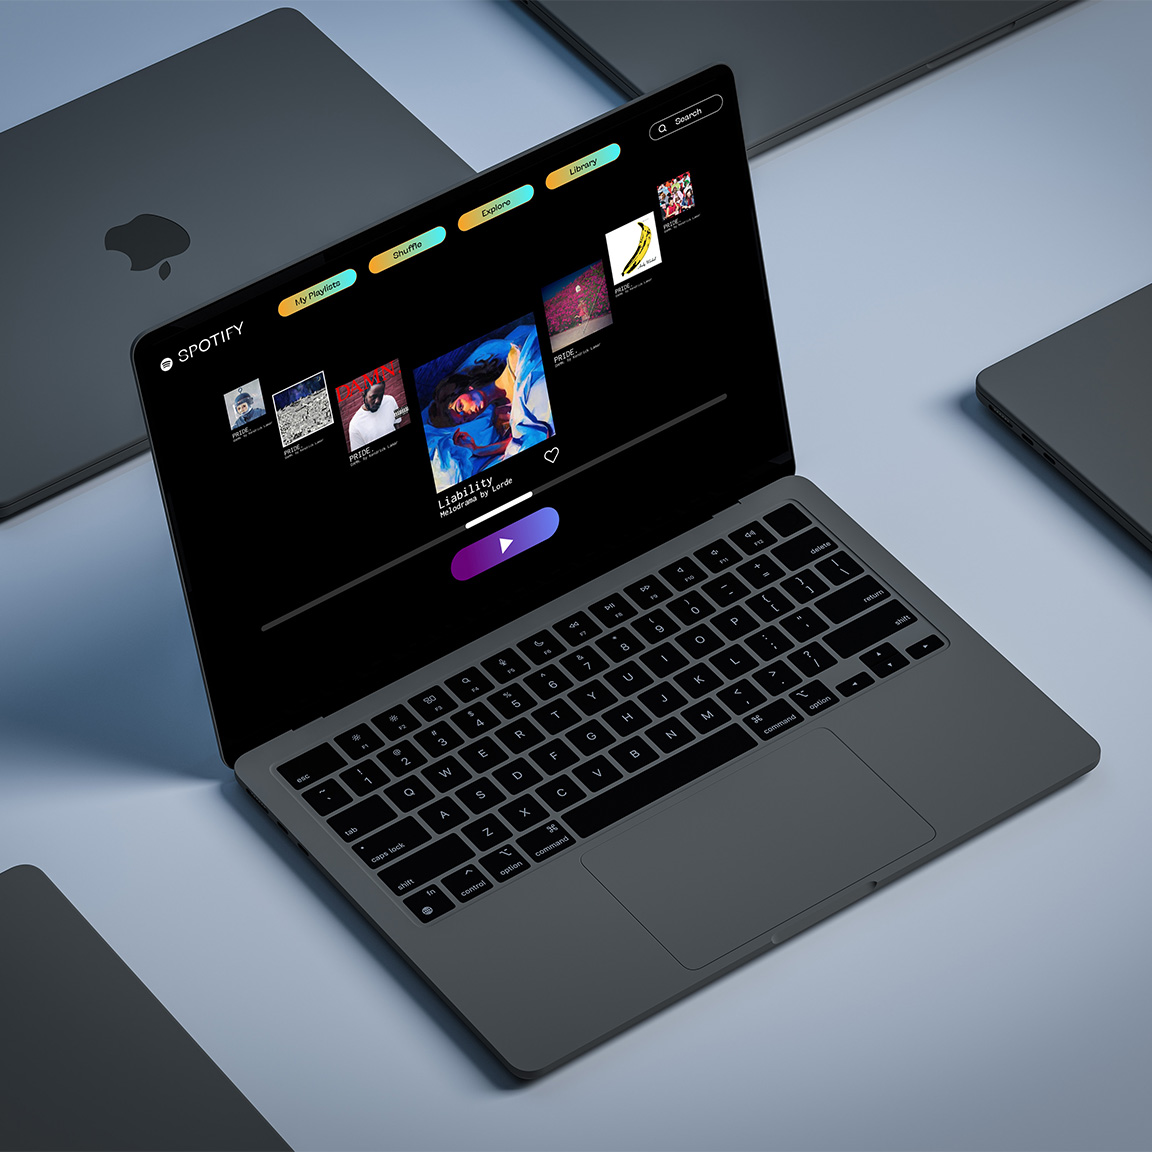 Search
Library
Explore
Shuffle
My Playlists
SPOTIFY
PRIDE.
DAMN. by Kendrick Lamar
PRIDE.
DAMN. by Kendrick Lamar
DAMN.
PRIDE.
DAMN. by Kendrick Lamar
Liability
Melodrama by Lorde
PRIDE.
DAMN. by Kendrick Lamar
Andy Warhol
PRIDE.
DAMN. by Kendrick Lamar
PRIDE.
DAMN. by Kendrick Lamar
esc F1 F2 F3 F4 F5 F6 F7 F8 F9 F10 F11 F12
~ ` ! 1 @ 2 # 3 $ 4 % 5 ^ 6 & 7 * 8 ( 9 ) 0 _ - + = delete
tab Q W E R T Y U I O P { [ } ] | \
caps lock A S D F G H J K L : ; " ' return
shift Z X C V B N M < , > . ? / shift
fn control option command command option